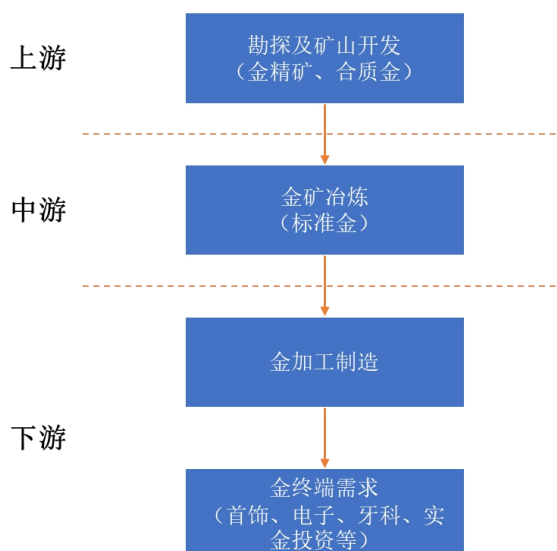 上游
勘探及矿山开发
（金精矿、合质金）
中游
金矿冶炼
（标准金）
金加工制造
下游
金终端需求
（首饰、电子、牙科、实
金投资等）